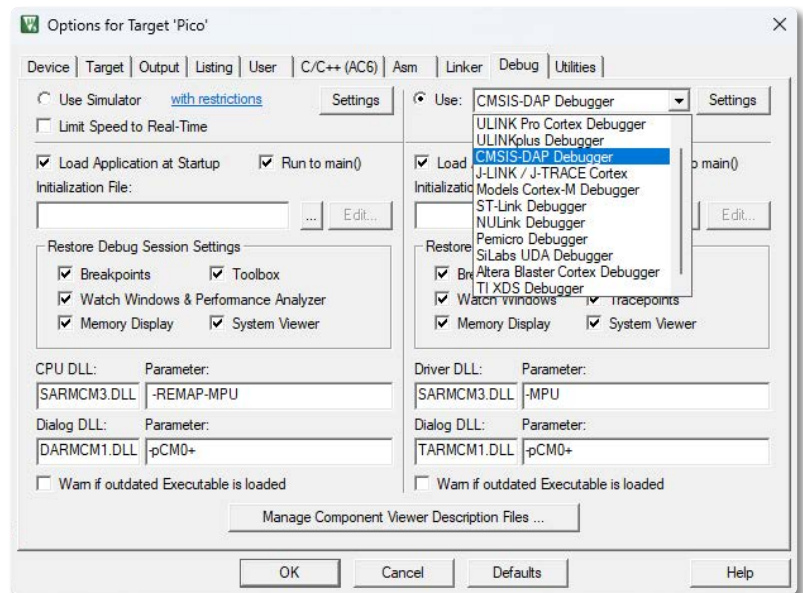 Options for Target 'Pico'
Device Target Output Listing User C/C++ (AC6) Asm Linker Debug Utilities
Use Simulator with restrictions Settings
Limit Speed to Real-Time
Load Application at Startup Run to main()
Initialization File:
... Edit...
Restore Debug Session Settings
Breakpoints Toolbox
Watch Windows & Performance Analyzer
Memory Display System Viewer
CPU DLL: Parameter:
SARMCM3.DLL -REMAP-MPU
Dialog DLL: Parameter:
DARMCM1.DLL -pCM0+
Warn if outdated Executable is loaded
Use: CMSIS-DAP Debugger Settings
ULINK Pro Cortex Debugger
ULINKplus Debugger
CMSIS-DAP Debugger
J-LINK / J-TRACE Cortex
Models Cortex-M Debugger
ST-Link Debugger
NULink Debugger
Pemicro Debugger
SiLabs UDA Debugger
Altera Blaster Cortex Debugger
TI XDS Debugger
Load main()
Edit...
Restore
Watch Windows Tracepoints
Memory Display System Viewer
Driver DLL: Parameter:
SARMCM3.DLL -MPU
Dialog DLL: Parameter:
TARMCM1.DLL -pCM0+
Warn if outdated Executable is loaded
Manage Component Viewer Description Files ...
OK Cancel Defaults Help